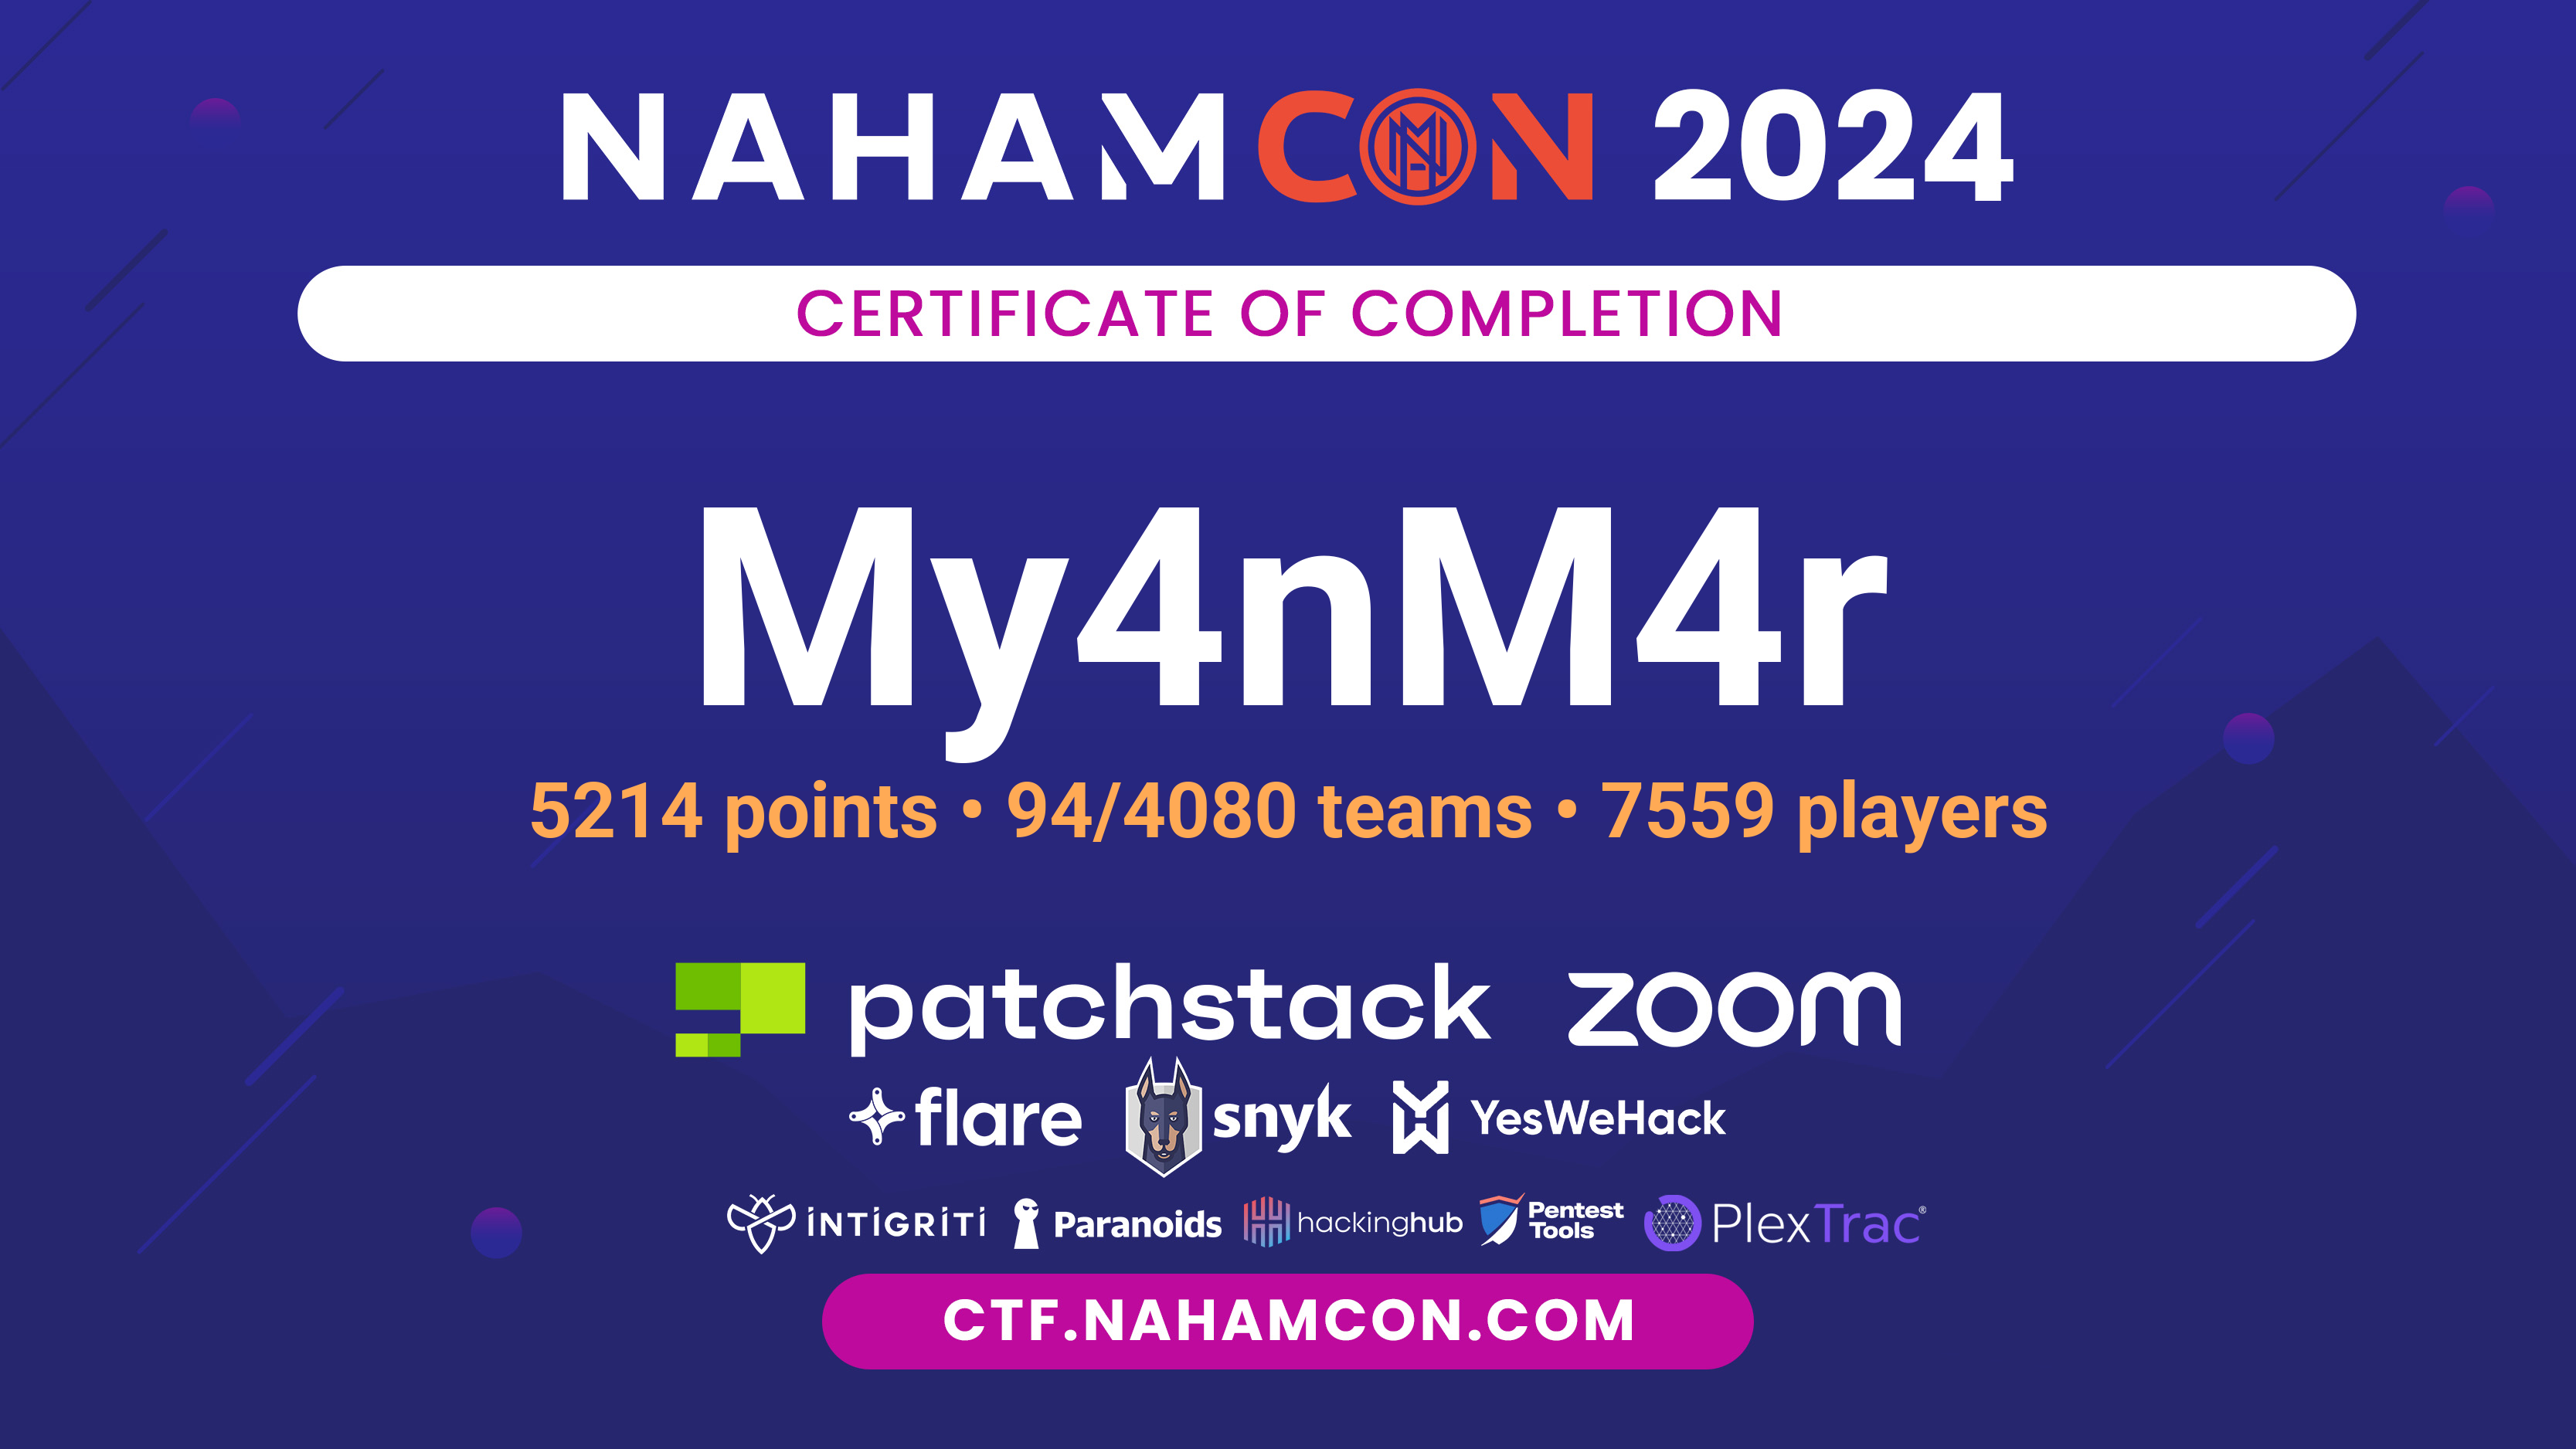 NAHAMCON 2024
CERTIFICATE OF COMPLETION
My4nM4r
5214 points • 94/4080 teams • 7559 players
patchstack zoom
flare snyk YesWeHack
INTIGRITI Paranoids hackinghub Pentest Tools PlexTrac®
CTF.NAHAMCON.COM